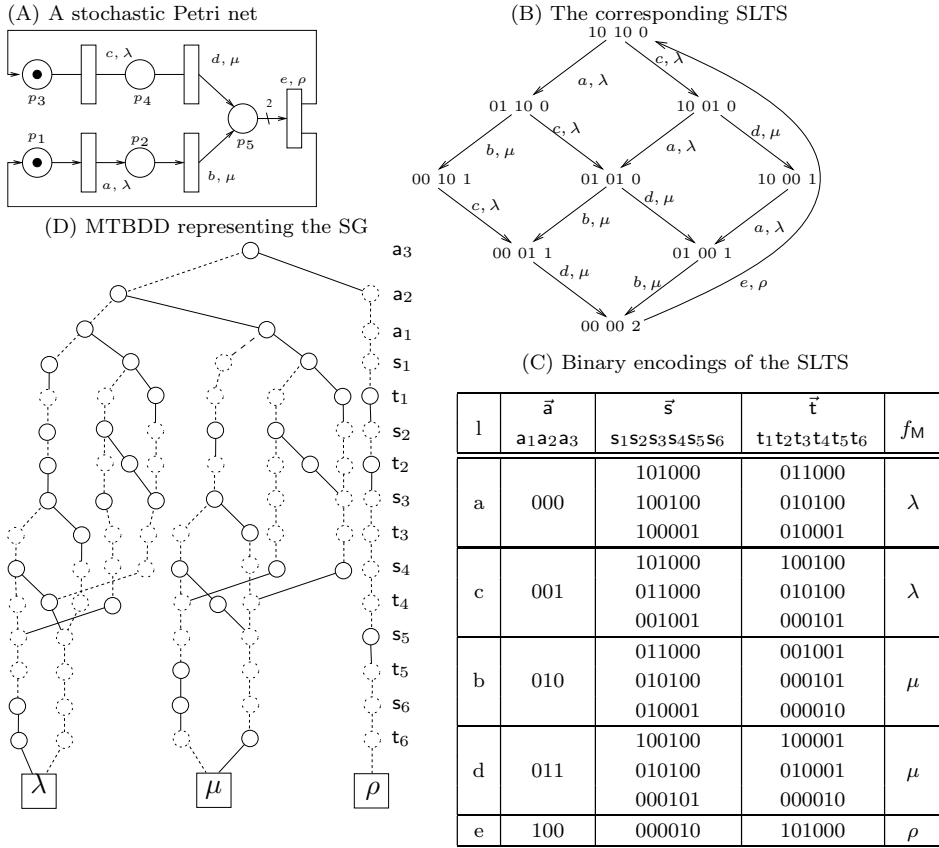 (A) A stochastic Petri net
c, λ
d, μ
e, ρ
p3
p4
2
p1
p2
p5
a, λ
b, μ
(B) The corresponding SLTS
10 10 0
a, λ
c, λ
01 10 0
10 01 0
b, μ
c, λ
a, λ
d, μ
00 10 1
01 01 0
10 00 1
c, λ
b, μ
d, μ
a, λ
00 01 1
01 00 1
d, μ
b, μ
e, ρ
00 00 2
(D) MTBDD representing the SG
a3
a2
a1
s1
t1
s2
t2
s3
t3
s4
t4
s5
t5
s6
t6
λ
μ
ρ
(C) Binary encodings of the SLTS
l a⃗ s⃗ t⃗ fM
a1a2a3 s1s2s3s4s5s6 t1t2t3t4t5t6
101000 011000
a 000 100100 010100 λ
100001 010001
101000 100100
c 001 011000 010100 λ
001001 000101
011000 001001
b 010 010100 000101 μ
010001 000010
100100 100001
d 011 010100 010001 μ
000101 000010
e 100 000010 101000 ρ